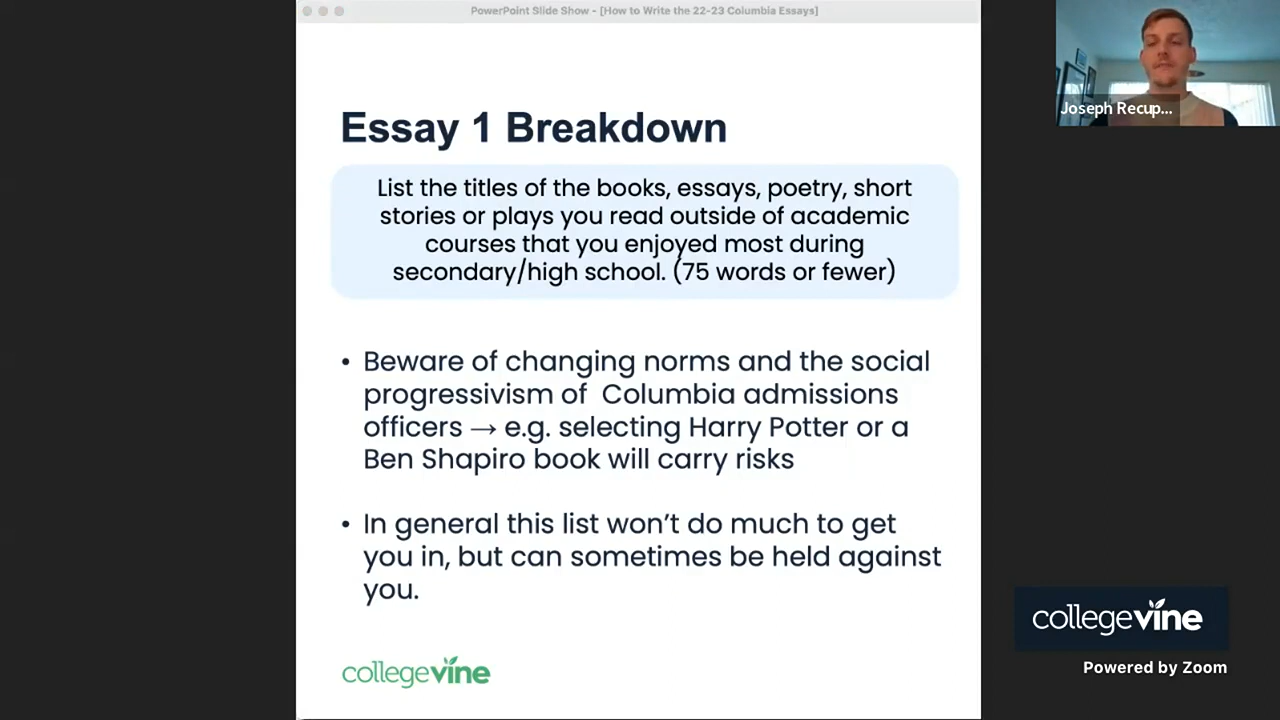 PowerPoint Slide Show - [How to Write the 22-23 Columbia Essays]
Joseph Recup...
Essay 1 Breakdown
List the titles of the books, essays, poetry, short
stories or plays you read outside of academic
courses that you enjoyed most during
secondary/high school. (75 words or fewer)
• Beware of changing norms and the social
progressivism of Columbia admissions
officers → e.g. selecting Harry Potter or a
Ben Shapiro book will carry risks
• In general this list won’t do much to get
you in, but can sometimes be held against
you.
collegevine
collegevine
Powered by Zoom